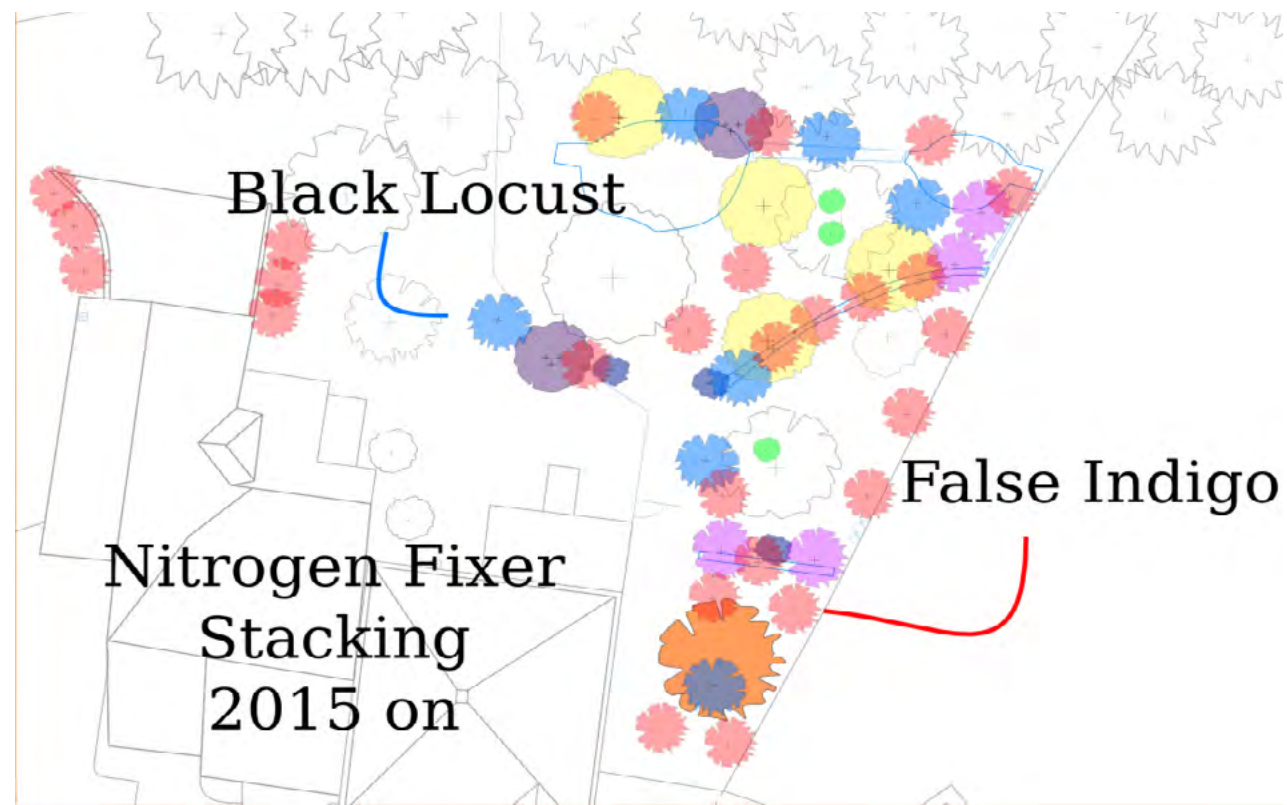 Black Locust
False Indigo
Nitrogen Fixer
Stacking
2015 on